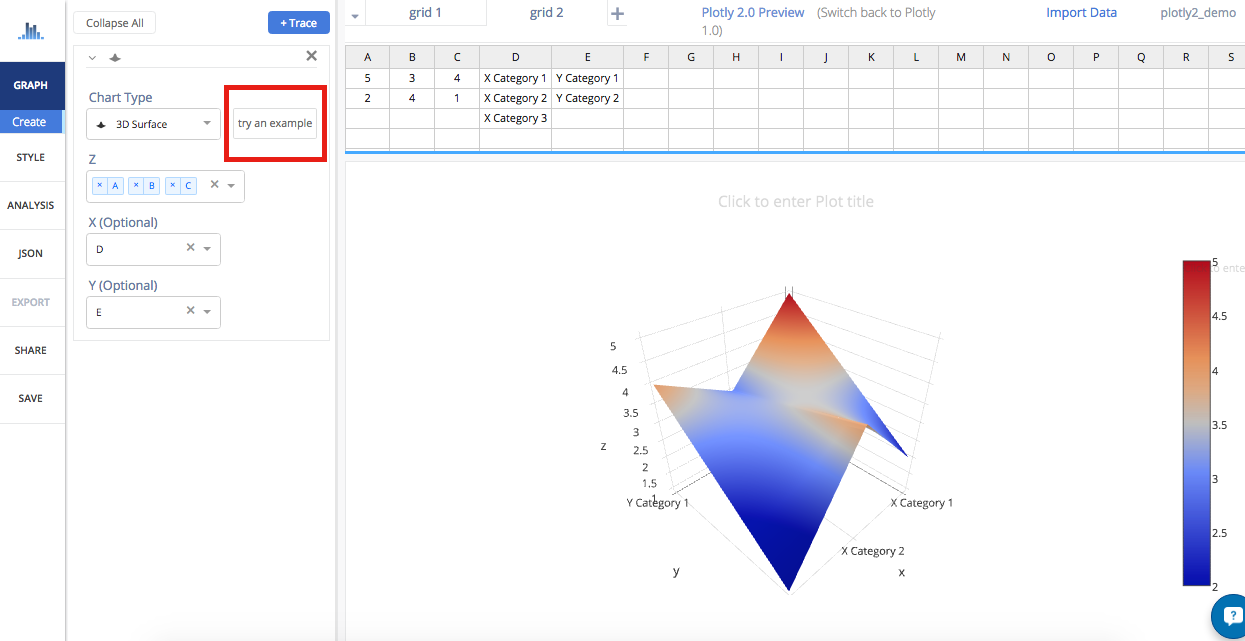 Collapse All
+ Trace
GRAPH
Create
STYLE
ANALYSIS
JSON
EXPORT
SHARE
SAVE
Chart Type
3D Surface
try an example
Z
× A × B × C
X (Optional)
D
Y (Optional)
E
grid 1
grid 2
Plotly 2.0 Preview (Switch back to Plotly
1.0)
Import Data
plotly2_demo
A B C D E F G H I J K L M N O P Q R S
5 3 4 X Category 1 Y Category 1
2 4 1 X Category 2 Y Category 2
X Category 3
Click to enter Plot title
5
4.5
4
3.5
3
2.5
2
1.5
1
z
Y Category 1
y
X Category 1
X Category 2
x
5
to ente
4.5
4
3.5
3
2.5
2
?